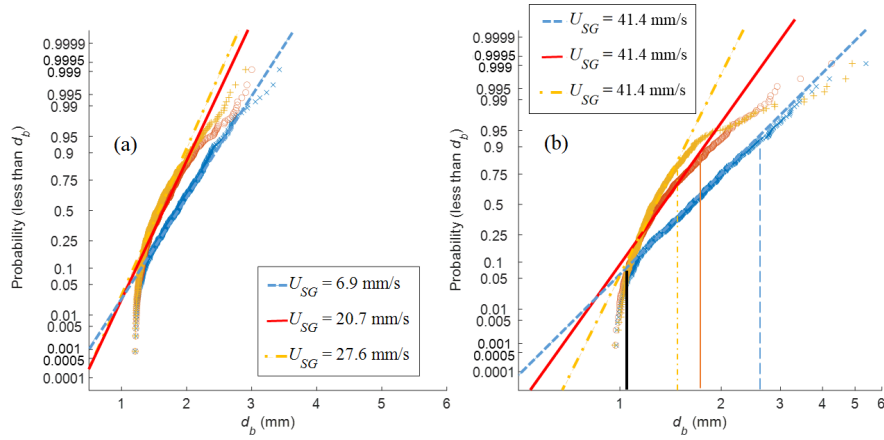 0.9999
0.9995
0.999
0.995
0.99
0.95
0.9
0.75
0.5
0.25
0.1
0.05
0.01
0.005
0.001
0.0005
0.0001
Probability (less than d_b)
(a)
U_SG = 6.9 mm/s
U_SG = 20.7 mm/s
U_SG = 27.6 mm/s
1 2 3 4 5 6
d_b (mm)
U_SG = 41.4 mm/s
U_SG = 41.4 mm/s
U_SG = 41.4 mm/s
0.9999
0.9995
0.999
0.995
0.99
0.95
0.9
0.75
0.5
0.25
0.1
0.05
0.01
0.005
0.001
0.0005
0.0001
Probability (less than d_b)
(b)
1 2 3 4 5 6
d_b (mm)